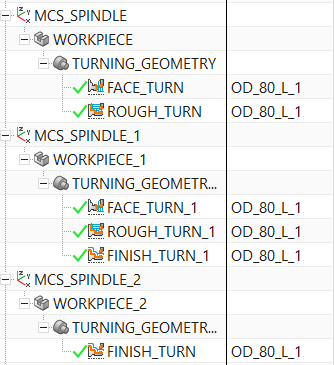 MCS_SPINDLE
WORKPIECE
TURNING_GEOMETRY
FACE_TURN OD_80_L_1
ROUGH_TURN OD_80_L_1
MCS_SPINDLE_1
WORKPIECE_1
TURNING_GEOMETR...
FACE_TURN_1 OD_80_L_1
ROUGH_TURN_1 OD_80_L_1
FINISH_TURN_1 OD_80_L_1
MCS_SPINDLE_2
WORKPIECE_2
TURNING_GEOMETR...
FINISH_TURN OD_80_L_1